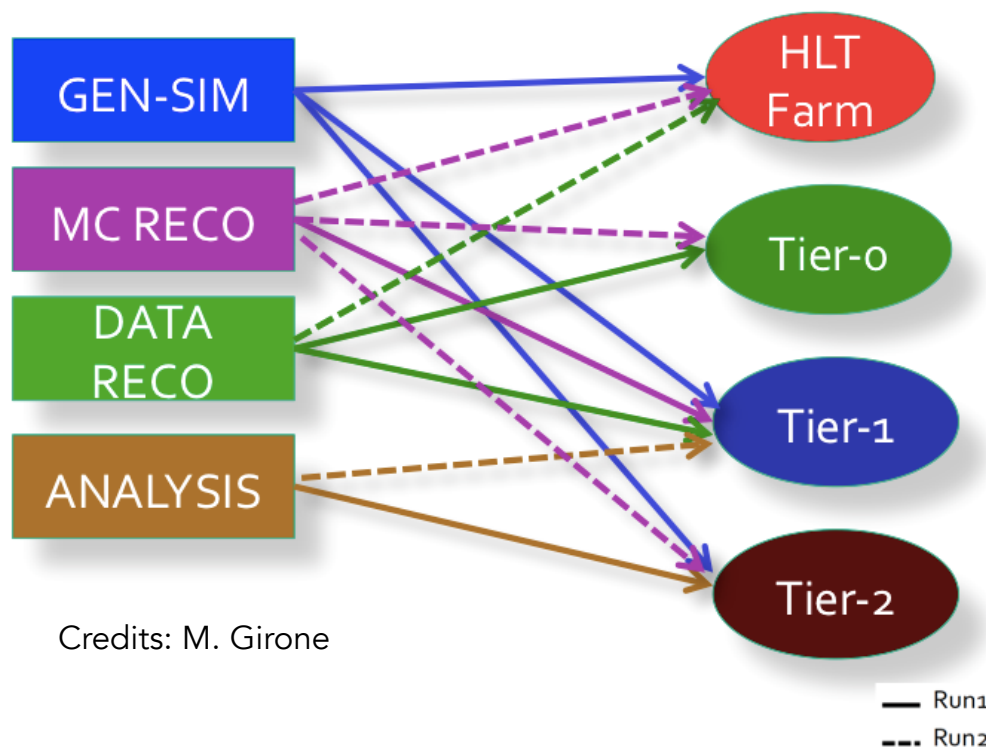 GEN-SIM
MC RECO
DATA
RECO
ANALYSIS
HLT
Farm
Tier-0
Tier-1
Tier-2
Credits: M. Girone
Run1
Run2